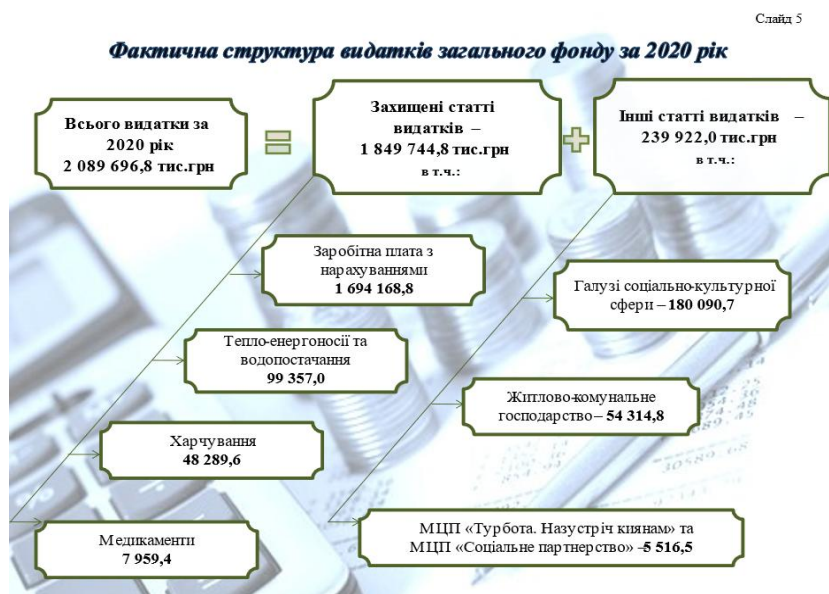 Слайд 5
Фактична структура видатків загального фонду за 2020 рік
Всього видатки за
2020 рік
2 089 696,8 тис.грн
=
Захищені статті
видатків –
1 849 744,8 тис.грн
в т.ч.:
+
Інші статті видатків –
239 922,0 тис.грн
в т.ч.:
Заробітна плата з
нарахуваннями
1 694 168,8
Галузі соціально-культурної
сфери – 180 090,7
Тепло-енергоносії та
водопостачання
99 357,0
Житлово-комунальне
господарство – 54 314,8
Харчування
48 289,6
Медикаменти
7 959,4
МЦП «Турбота. Назустріч киянам» та
МЦП «Соціальне партнерство» –5 516,5